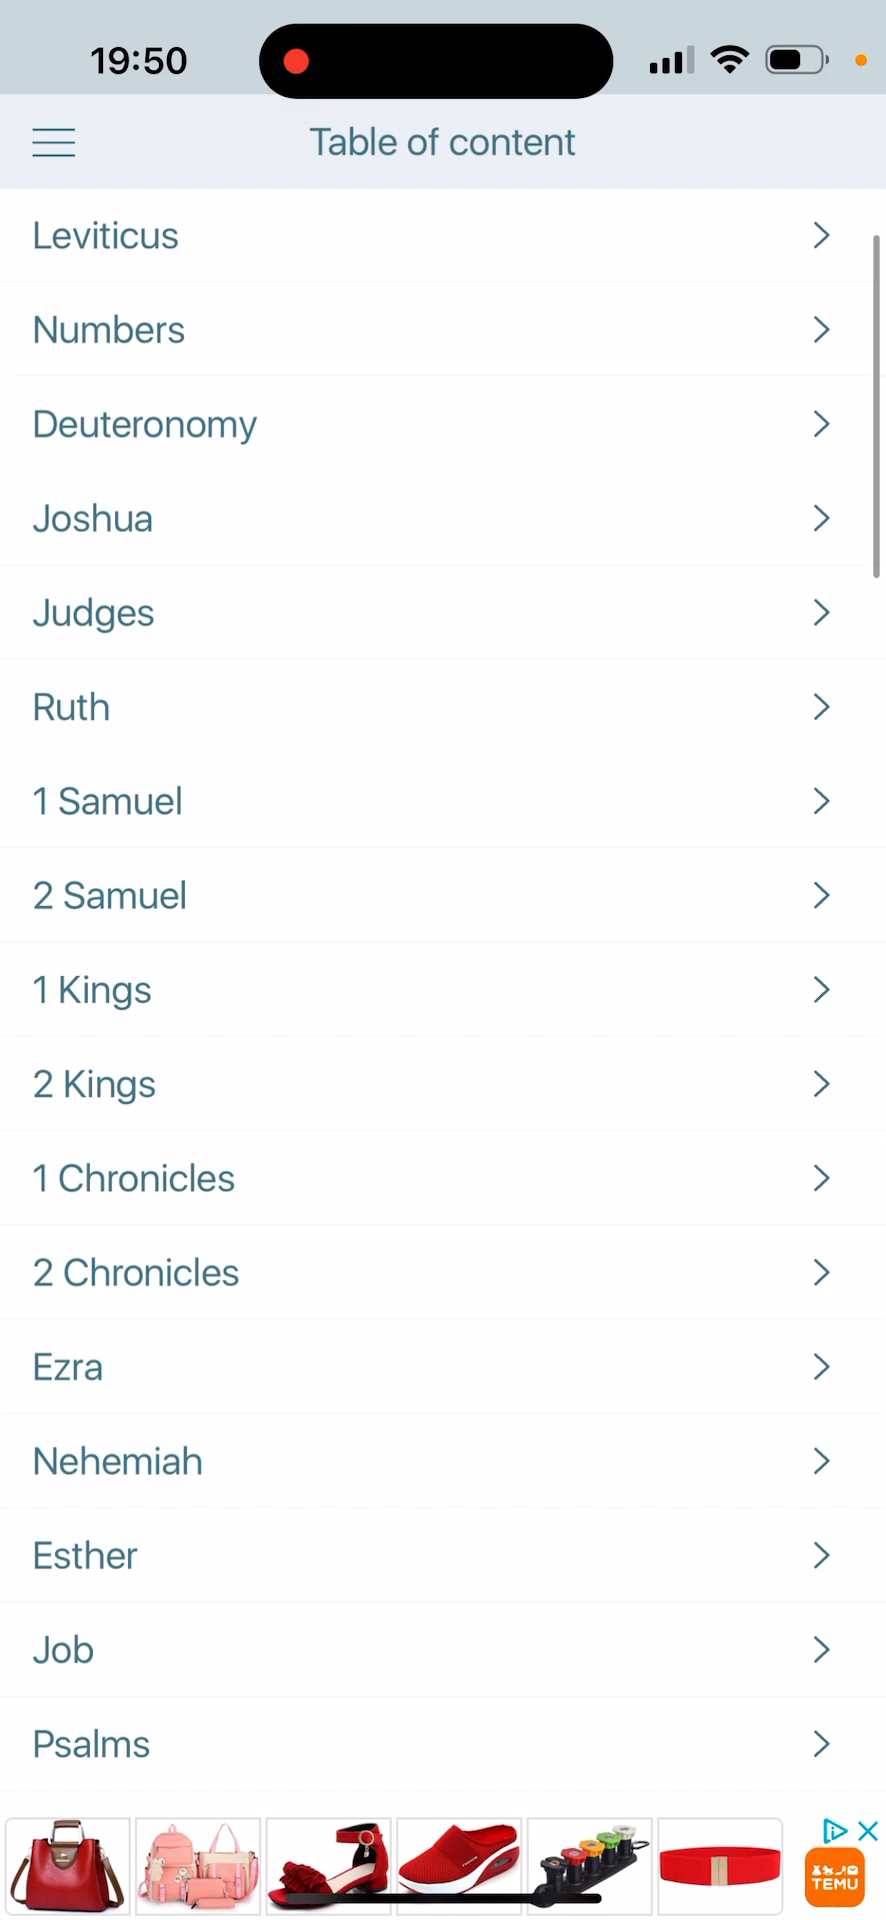 19:50
Table of content
Leviticus
Numbers
Deuteronomy
Joshua
Judges
Ruth
1 Samuel
2 Samuel
1 Kings
2 Kings
1 Chronicles
2 Chronicles
Ezra
Nehemiah
Esther
Job
Psalms
TEMU